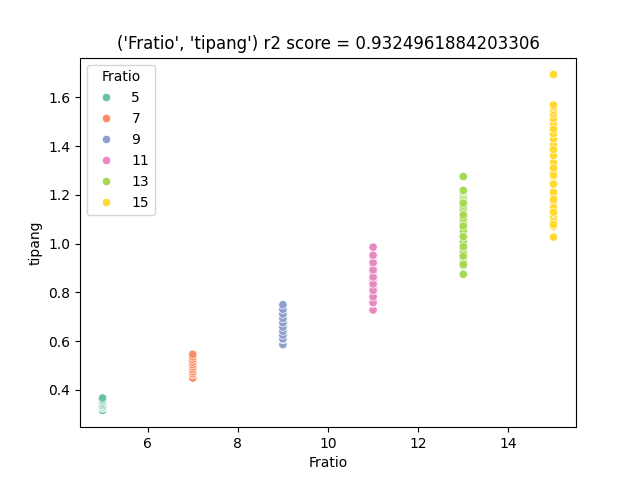 ('Fratio', 'tipang') r2 score = 0.9324961884203306
Fratio
5
7
9
11
13
15
tipang
1.6
1.4
1.2
1.0
0.8
0.6
0.4
6 8 10 12 14
Fratio